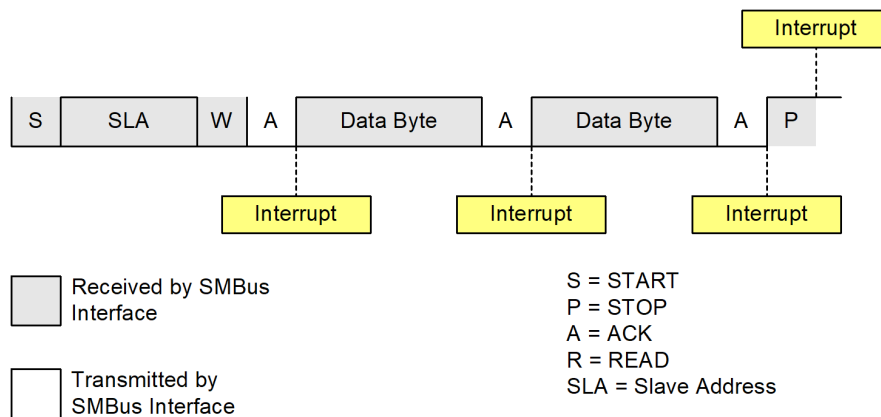 Interrupt
S SLA W A Data Byte A Data Byte A P
Interrupt Interrupt Interrupt
Received by SMBus
Interface
Transmitted by
SMBus Interface
S = START
P = STOP
A = ACK
R = READ
SLA = Slave Address